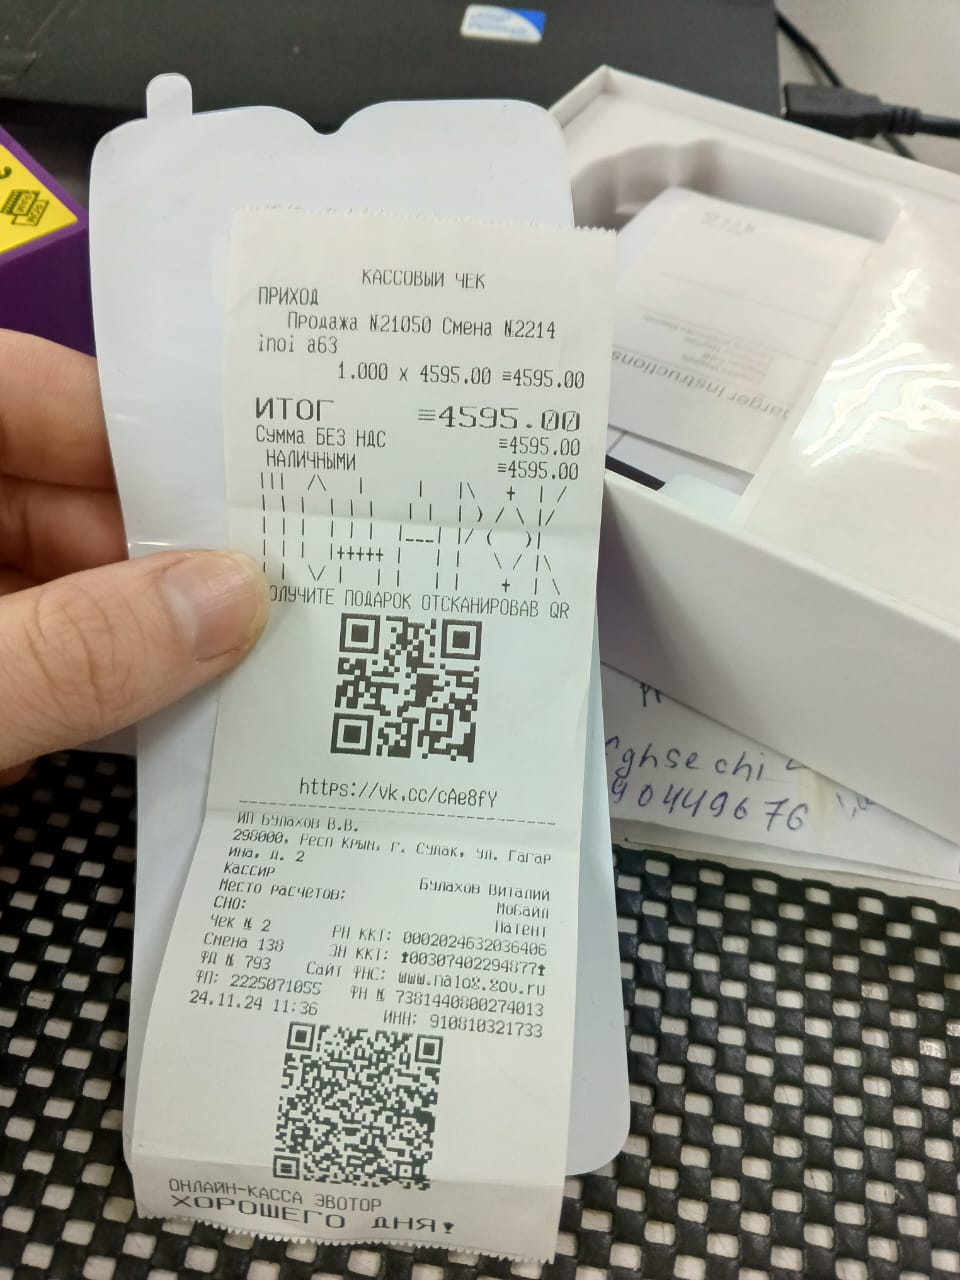 КАССОВЫЙ ЧЕК
ПРИХОД
Продажа №21050 Смена №2214
inoi a63
1.000 x 4595.00 ≡4595.00
ИТОГ ≡4595.00
Сумма БЕЗ НДС ≡4595.00
НАЛИЧНЫМИ ≡4595.00
ПОЛУЧИТЕ ПОДАРОК ОТСКАНИРОВАВ QR
https://vk.cc/cAe8fY
ИП Булахов В.В.
298000, Респ Крым, г. Судак, ул. Гагар
ина, д. 2
Кассир Булахов Виталий
Место расчетов: Мобайл
СНО: Патент
Чек № 2 РН ККТ: 0002024632036406
Смена 138 ЗН ККТ: 00307402294877
ФД № 793 Сайт ФНС: www.nalog.gov.ru
ФП: 2225071055 ФН № 7381440800274013
24.11.24 11:36 ИНН: 910810321733
ОНЛАЙН-КАССА ЭВОТОР
ХОРОШЕГО ДНЯ!
arger Instructions
90449676